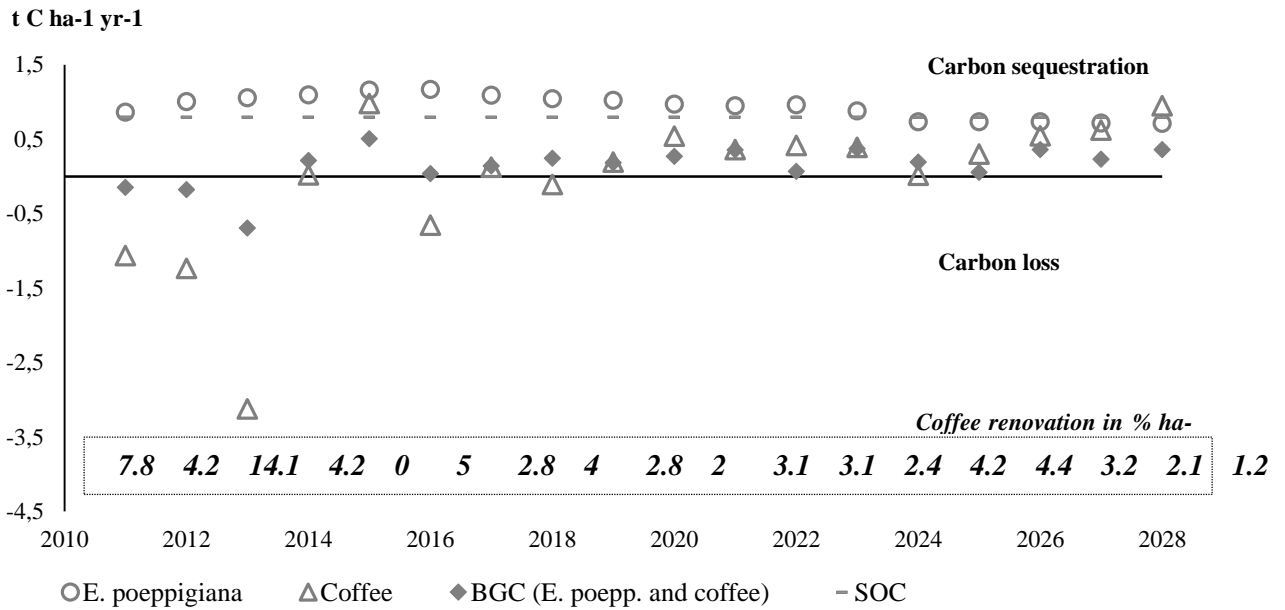 t C ha-1 yr-1
1,5
Carbon sequestration
0,5
-0,5
Carbon loss
-1,5
-2,5
Coffee renovation in % ha-
-3,5
7.8 4.2 14.1 4.2 0 5 2.8 4 2.8 2 3.1 3.1 2.4 4.2 4.4 3.2 2.1 1.2
-4,5
2010 2012 2014 2016 2018 2020 2022 2024 2026 2028
E. poeppigiana Coffee BGC (E. poepp. and coffee) SOC